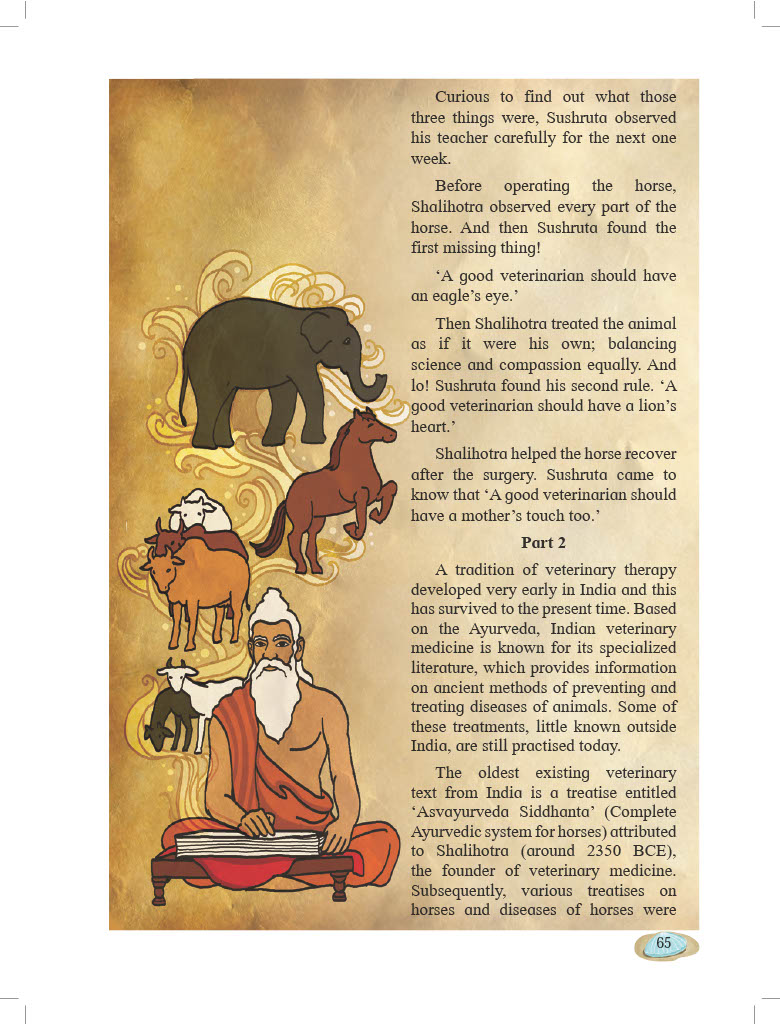 Curious to find out what those
three things were, Sushruta observed
his teacher carefully for the next one
week.
Before operating the horse,
Shalihotra observed every part of the
horse. And then Sushruta found the
first missing thing!
‘A good veterinarian should have
an eagle’s eye.’
Then Shalihotra treated the animal
as if it were his own; balancing
science and compassion equally. And
lo! Sushruta found his second rule. ‘A
good veterinarian should have a lion’s
heart.’
Shalihotra helped the horse recover
after the surgery. Sushruta came to
know that ‘A good veterinarian should
have a mother’s touch too.’
Part 2
A tradition of veterinary therapy
developed very early in India and this
has survived to the present time. Based
on the Ayurveda, Indian veterinary
medicine is known for its specialized
literature, which provides information
on ancient methods of preventing and
treating diseases of animals. Some of
these treatments, little known outside
India, are still practised today.
The oldest existing veterinary
text from India is a treatise entitled
‘Asvayurveda Siddhanta’ (Complete
Ayurvedic system for horses) attributed
to Shalihotra (around 2350 BCE),
the founder of veterinary medicine.
Subsequently, various treatises on
horses and diseases of horses were
65